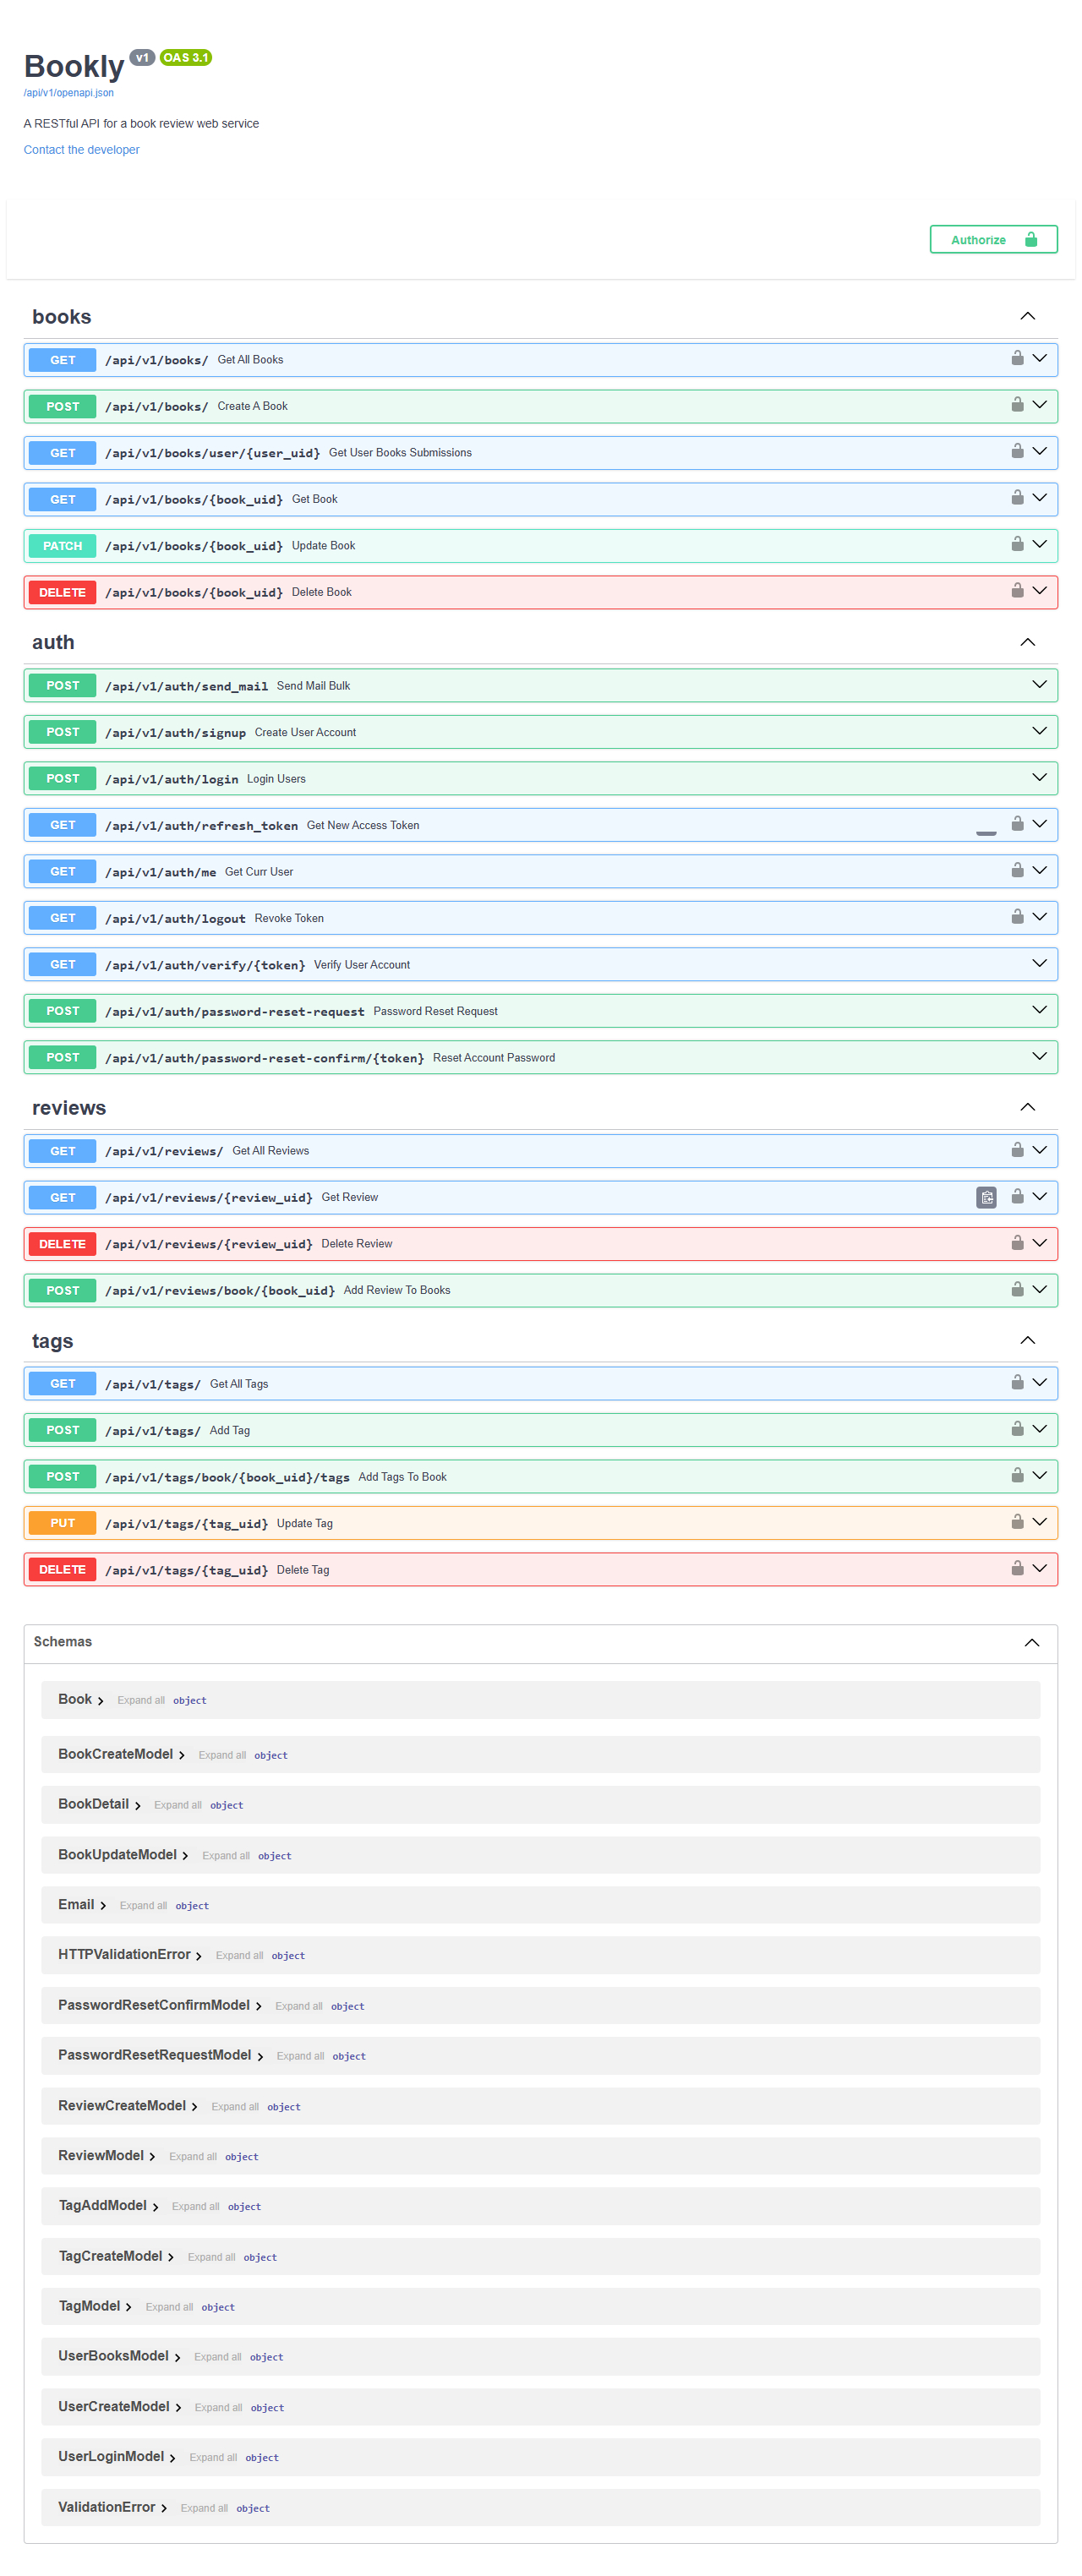 Bookly v1 OAS 3.1
/api/v1/openapi.json
A RESTful API for a book review web service
Contact the developer
Authorize
books
GET /api/v1/books/ Get All Books
POST /api/v1/books/ Create A Book
GET /api/v1/books/user/{user_uid} Get User Books Submissions
GET /api/v1/books/{book_uid} Get Book
PATCH /api/v1/books/{book_uid} Update Book
DELETE /api/v1/books/{book_uid} Delete Book
auth
POST /api/v1/auth/send_mail Send Mail Bulk
POST /api/v1/auth/signup Create User Account
POST /api/v1/auth/login Login Users
GET /api/v1/auth/refresh_token Get New Access Token
GET /api/v1/auth/me Get Curr User
GET /api/v1/auth/logout Revoke Token
GET /api/v1/auth/verify/{token} Verify User Account
POST /api/v1/auth/password-reset-request Password Reset Request
POST /api/v1/auth/password-reset-confirm/{token} Reset Account Password
reviews
GET /api/v1/reviews/ Get All Reviews
GET /api/v1/reviews/{review_uid} Get Review
DELETE /api/v1/reviews/{review_uid} Delete Review
POST /api/v1/reviews/book/{book_uid} Add Review To Books
tags
GET /api/v1/tags/ Get All Tags
POST /api/v1/tags/ Add Tag
POST /api/v1/tags/book/{book_uid}/tags Add Tags To Book
PUT /api/v1/tags/{tag_uid} Update Tag
DELETE /api/v1/tags/{tag_uid} Delete Tag
Schemas
Book Expand all object
BookCreateModel Expand all object
BookDetail Expand all object
BookUpdateModel Expand all object
Email Expand all object
HTTPValidationError Expand all object
PasswordResetConfirmModel Expand all object
PasswordResetRequestModel Expand all object
ReviewCreateModel Expand all object
ReviewModel Expand all object
TagAddModel Expand all object
TagCreateModel Expand all object
TagModel Expand all object
UserBooksModel Expand all object
UserCreateModel Expand all object
UserLoginModel Expand all object
ValidationError Expand all object